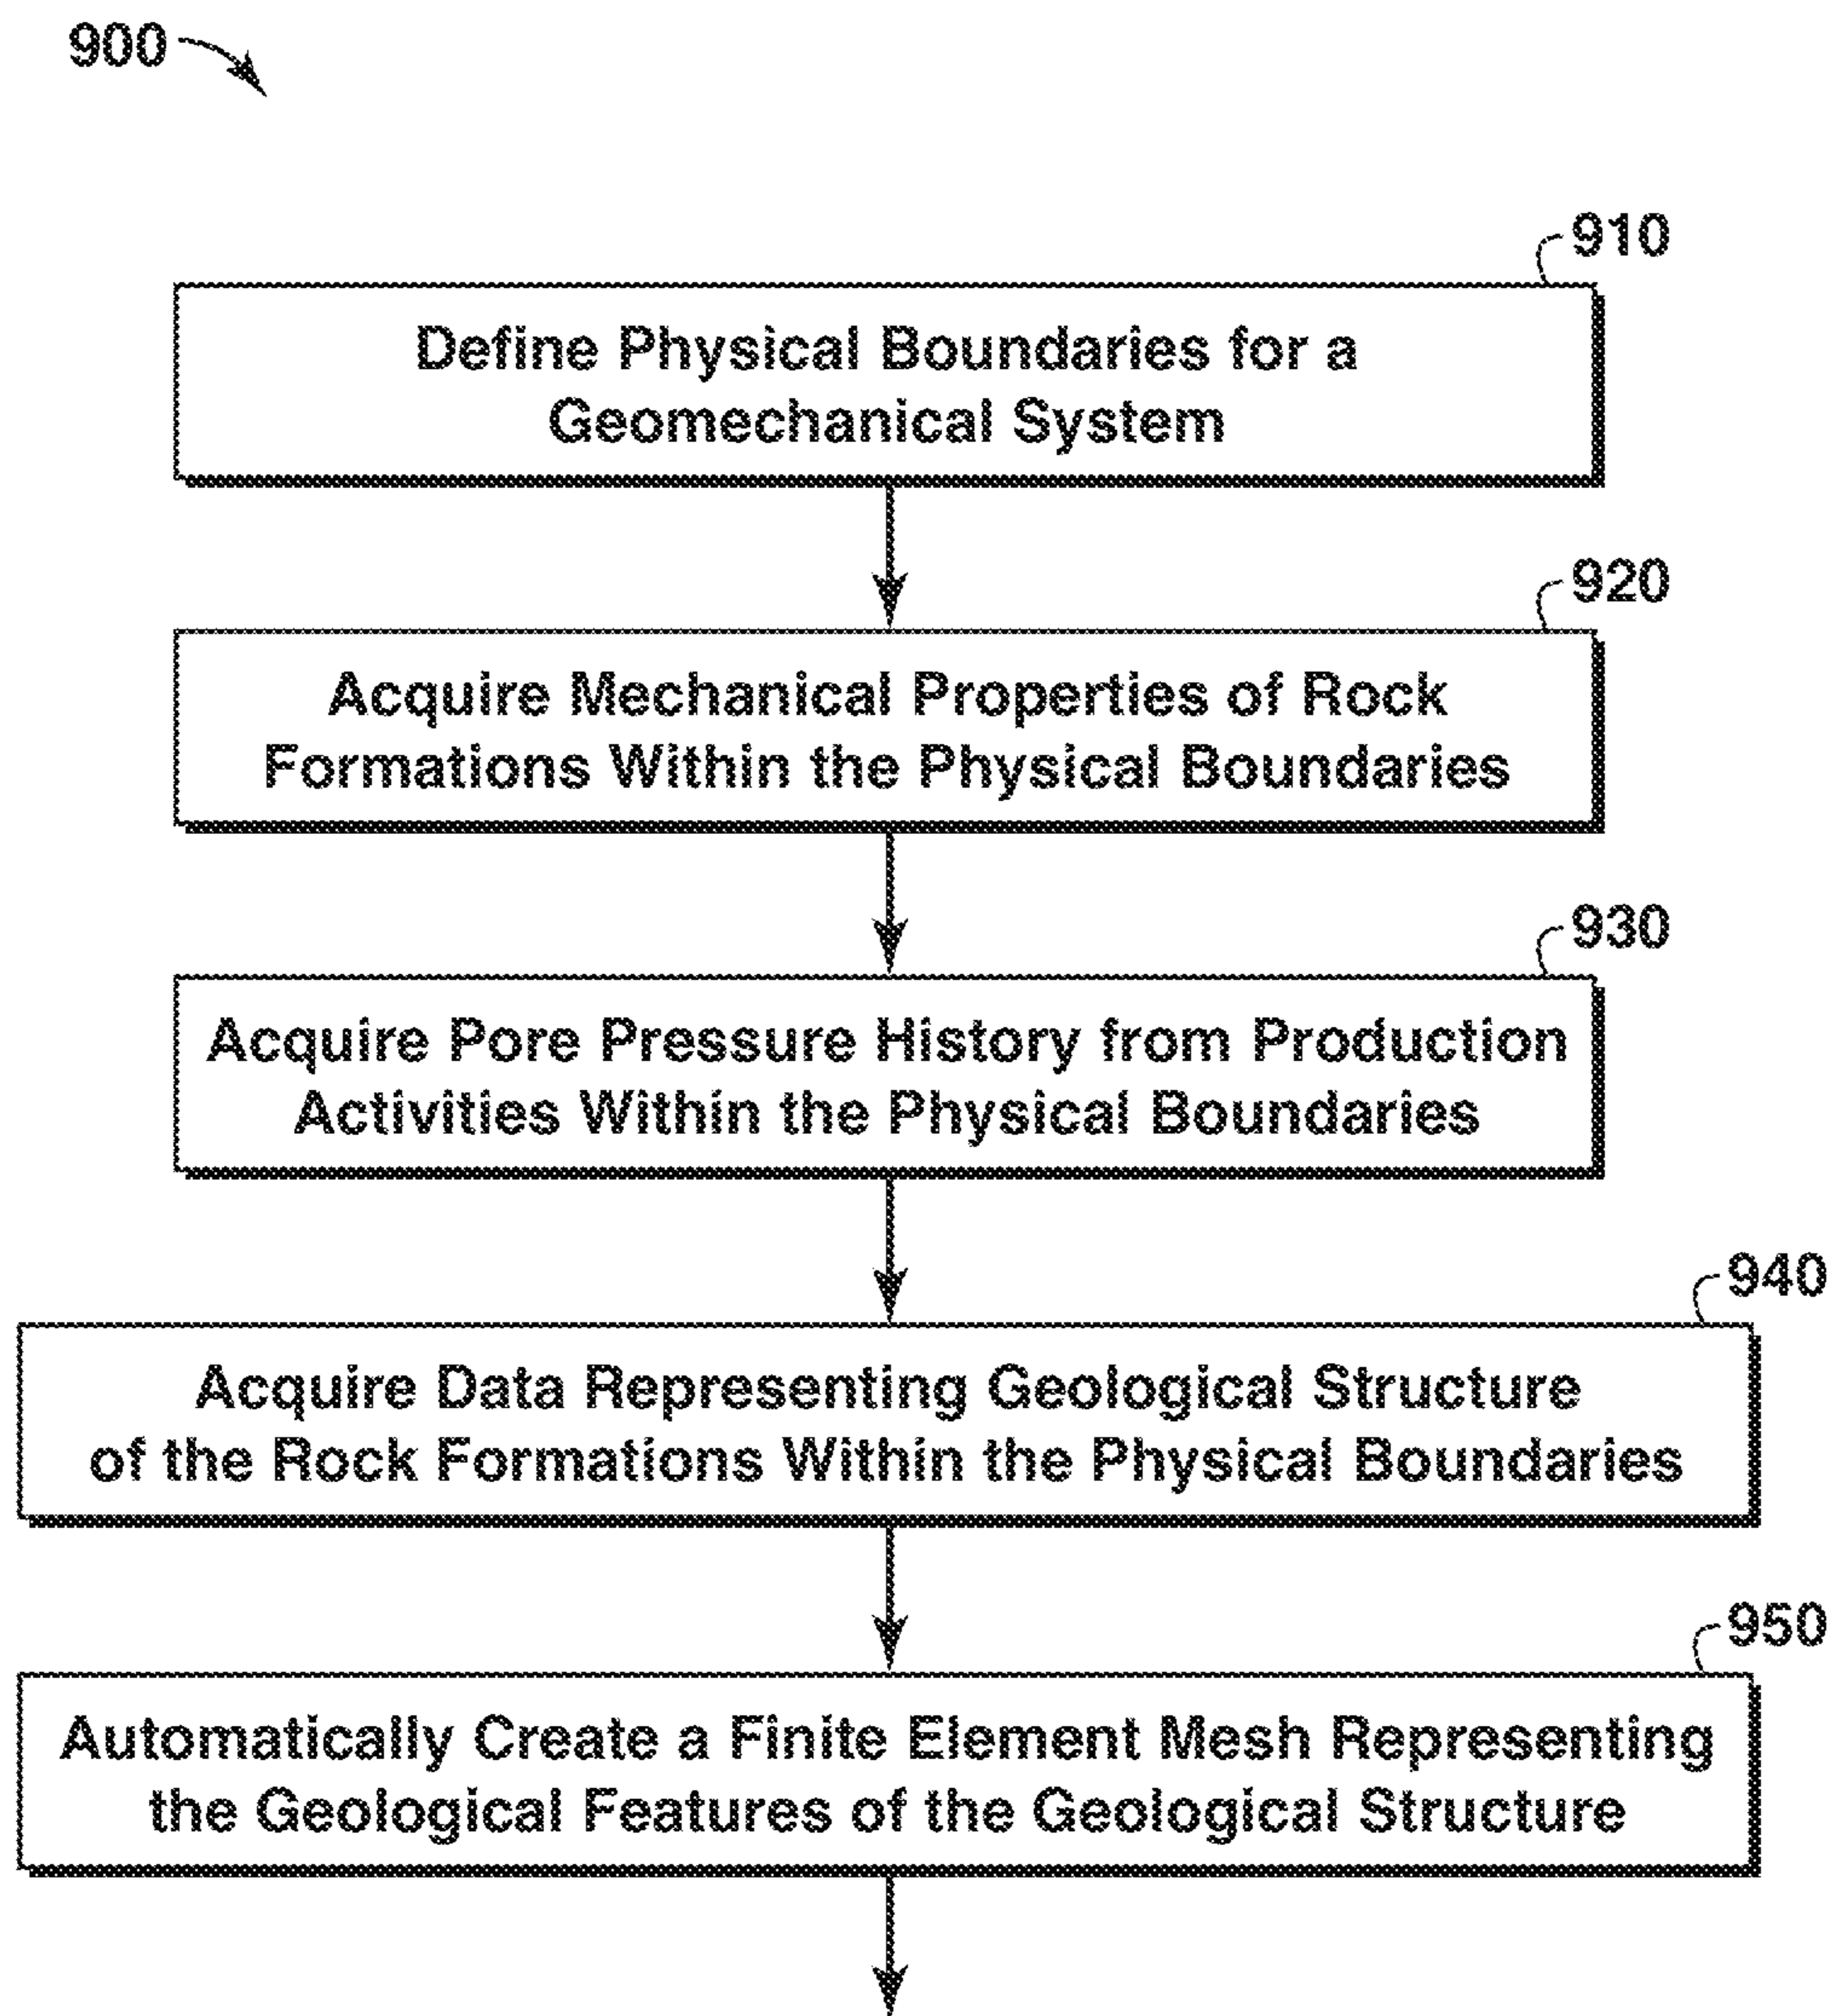 900
910
Define Physical Boundaries for a
Geomechanical System
920
Acquire Mechanical Properties of Rock
Formations Within the Physical Boundaries
930
Acquire Pore Pressure History from Production
Activities Within the Physical Boundaries
940
Acquire Data Representing Geological Structure
of the Rock Formations Within the Physical Boundaries
950
Automatically Create a Finite Element Mesh Representing
the Geological Features of the Geological Structure